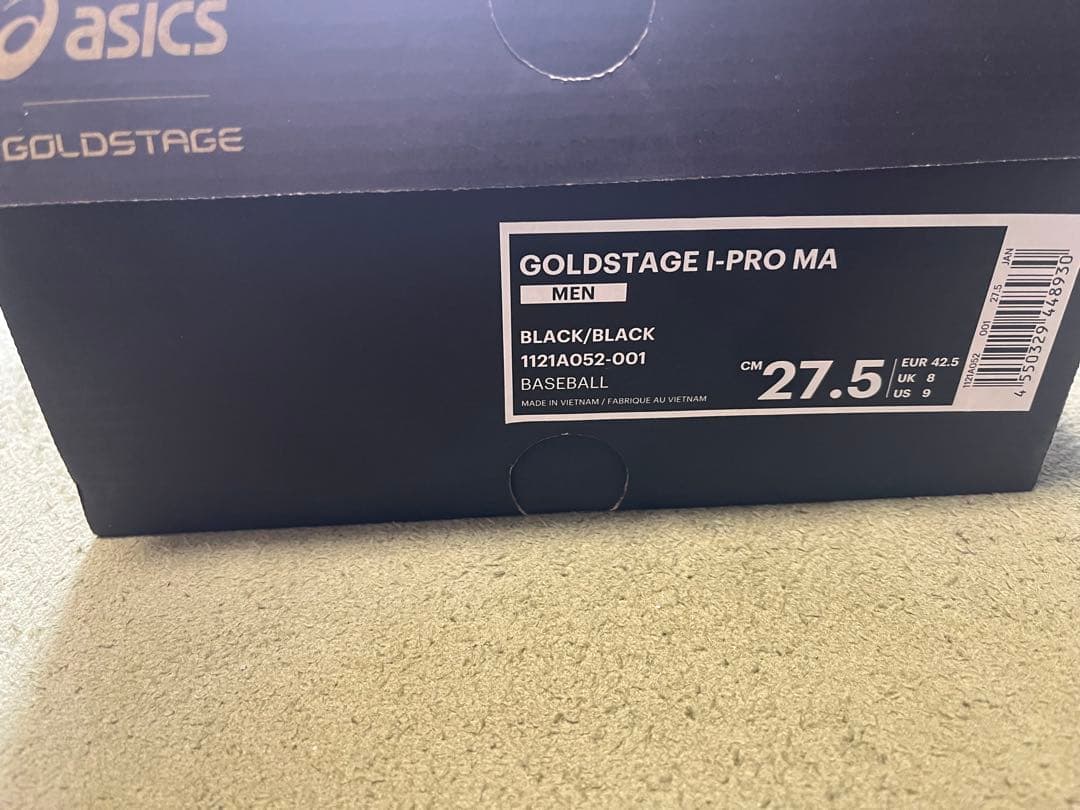 asics
GOLDSTAGE
GOLDSTAGE I-PRO MA
MEN
BLACK/BLACK
1121A052-001
BASEBALL
MADE IN VIETNAM / FABRIQUE AU VIETNAM
CM 27.5
EUR 42.5
UK 8
US 9
1121A052 001 27.5 JAN
4 550329 448930